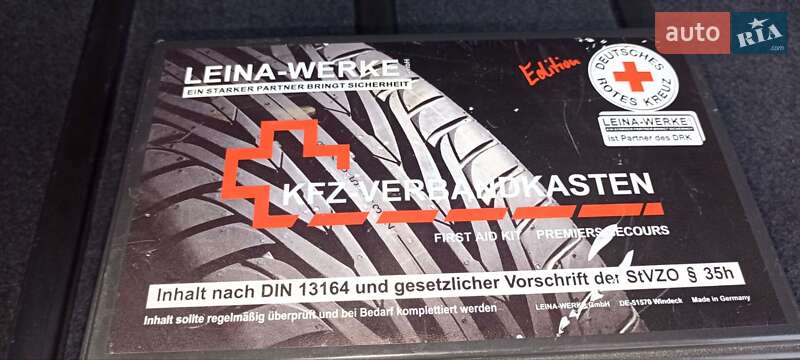 auto RIA.com
LEINA-WERKE GmbH
EIN STARKER PARTNER BRINGT SICHERHEIT
Edition
DEUTSCHES ROTES KREUZ
LEINA-WERKE
ist Partner des DRK
KFZ-VERBANDKASTEN
FIRST AID KIT PREMIERS SECOURS
Inhalt nach DIN 13164 und gesetzlicher Vorschrift der StVZO § 35h
Inhalt sollte regelmäßig überprüft und bei Bedarf komplettiert werden
LEINA-WERKE GmbH DE-51570 Windeck Made in Germany